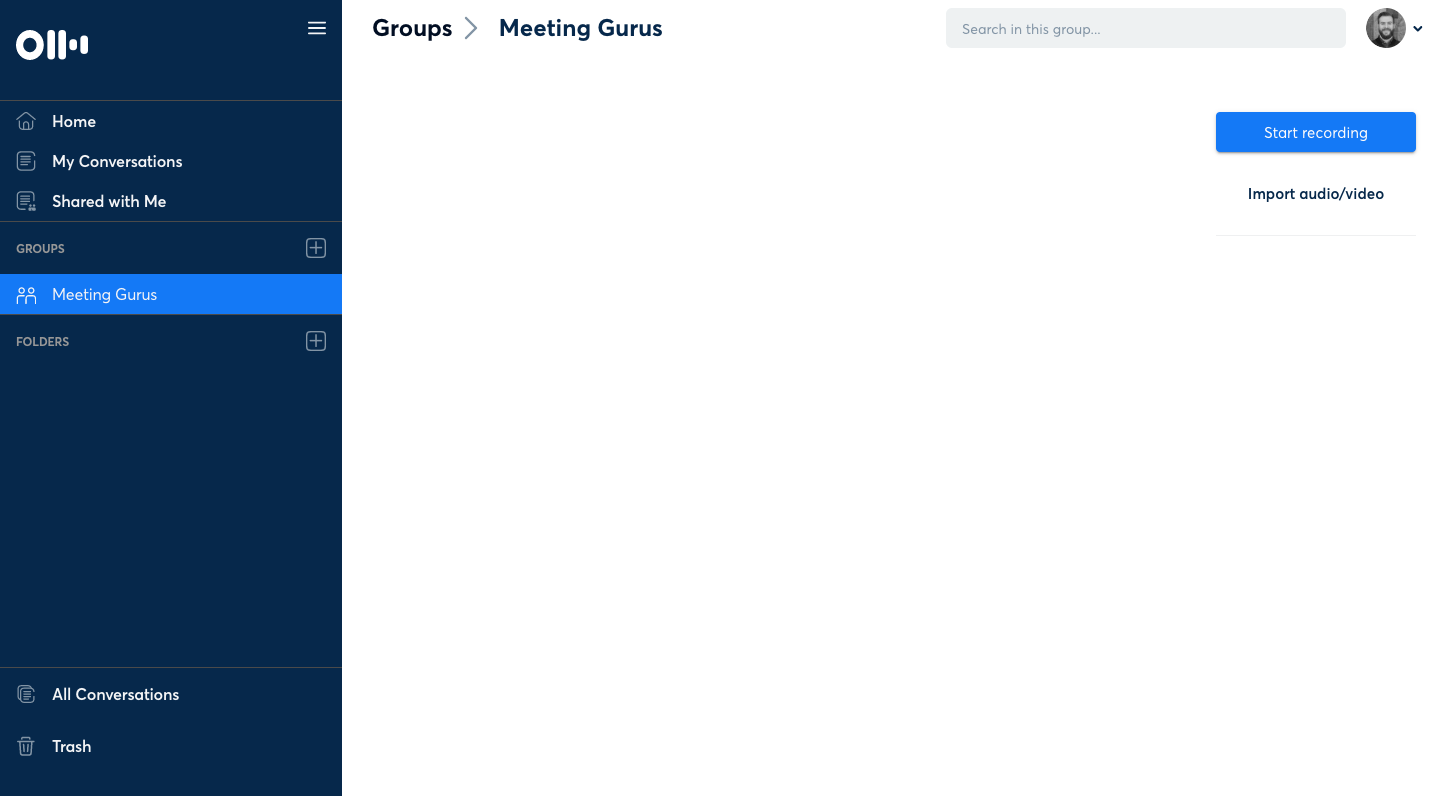 Groups
Meeting Gurus
Search in this group...
Home
My Conversations
Shared with Me
GROUPS
Meeting Gurus
FOLDERS
All Conversations
Trash
Start recording
Import audio/video